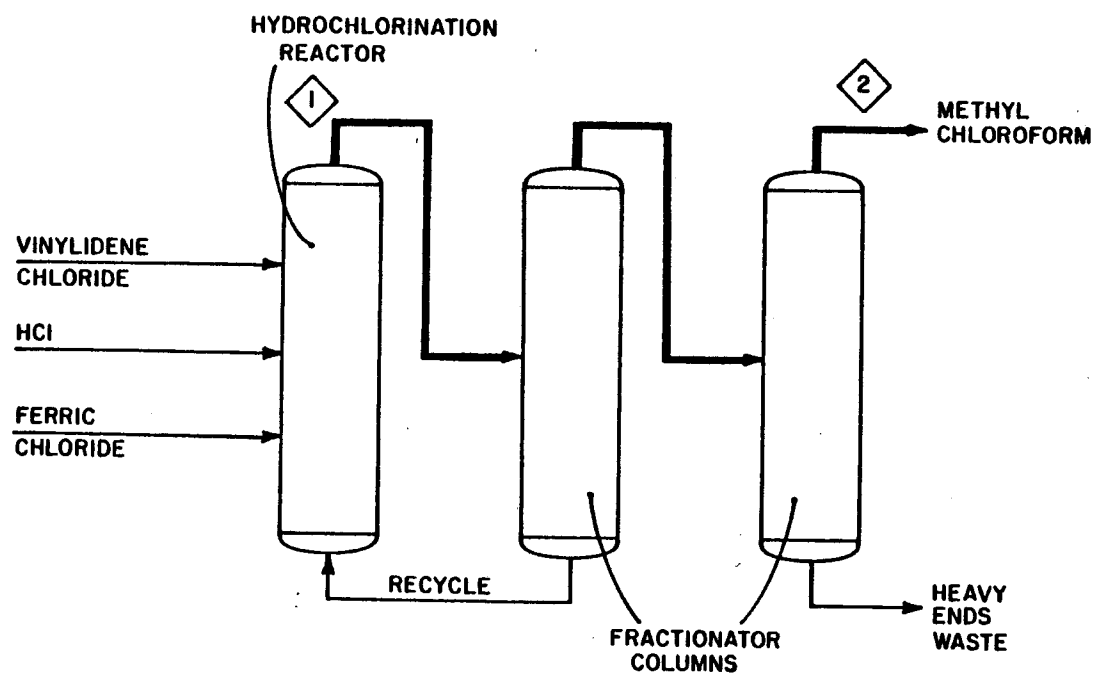 HYDROCHLORINATION
REACTOR
1
2
METHYL
CHLOROFORM
VINYLIDENE
CHLORIDE
HCl
FERRIC
CHLORIDE
RECYCLE
FRACTIONATOR
COLUMNS
HEAVY
ENDS
WASTE